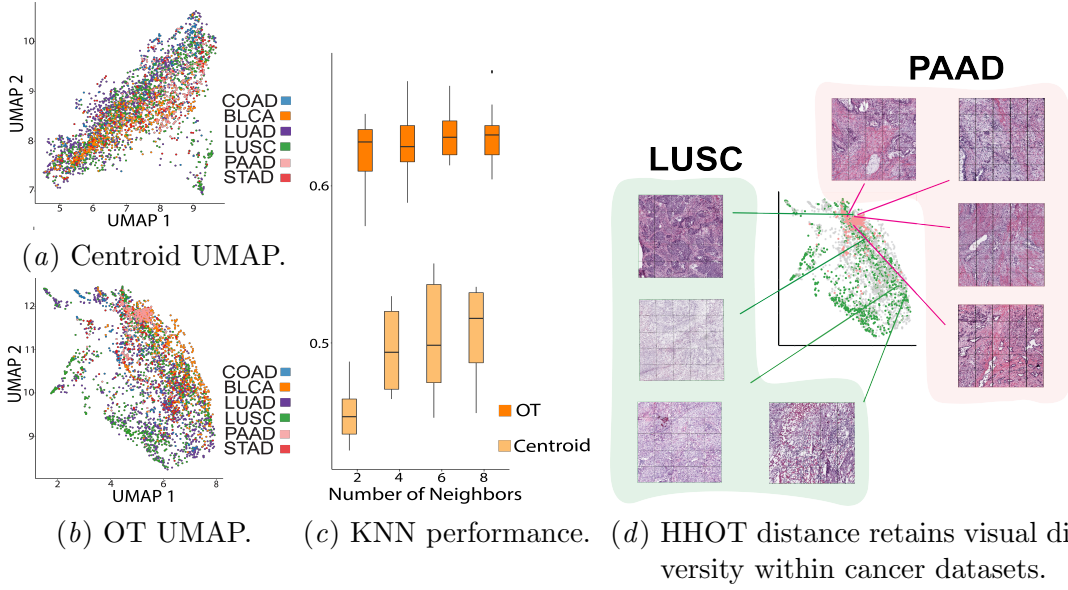 10
9
8
7
UMAP 2
5 6 7 8 9
UMAP 1
COAD
BLCA
LUAD
LUSC
PAAD
STAD
(a) Centroid UMAP.
12
11
10
9
UMAP 2
2 4 6 8
UMAP 1
COAD
BLCA
LUAD
LUSC
PAAD
STAD
(b) OT UMAP.
0.6
0.5
OT
Centroid
2 4 6 8
Number of Neighbors
(c) KNN performance.
PAAD
LUSC
(d) HHOT distance retains visual di
versity within cancer datasets.